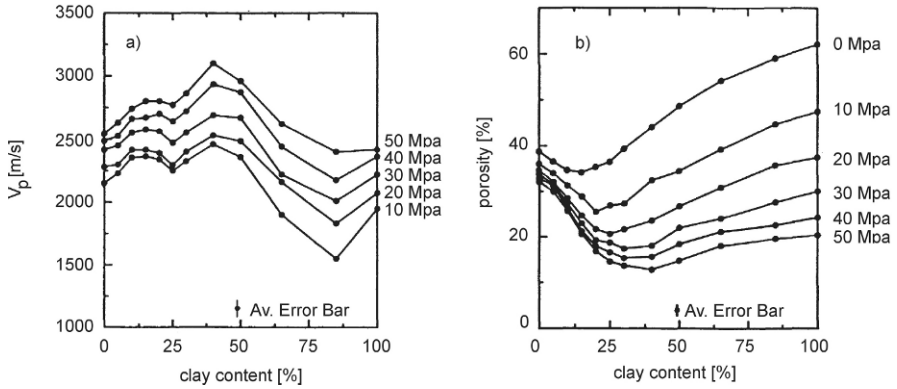 3500
3000
2500
2000
1500
1000
Vp [m/s]
a)
50 Mpa
40 Mpa
30 Mpa
20 Mpa
10 Mpa
Av. Error Bar
0 25 50 75 100
clay content [%]
60
40
20
0
porosity [%]
b)
0 Mpa
10 Mpa
20 Mpa
30 Mpa
40 Mpa
50 Mpa
Av. Error Bar
0 25 50 75 100
clay content [%]